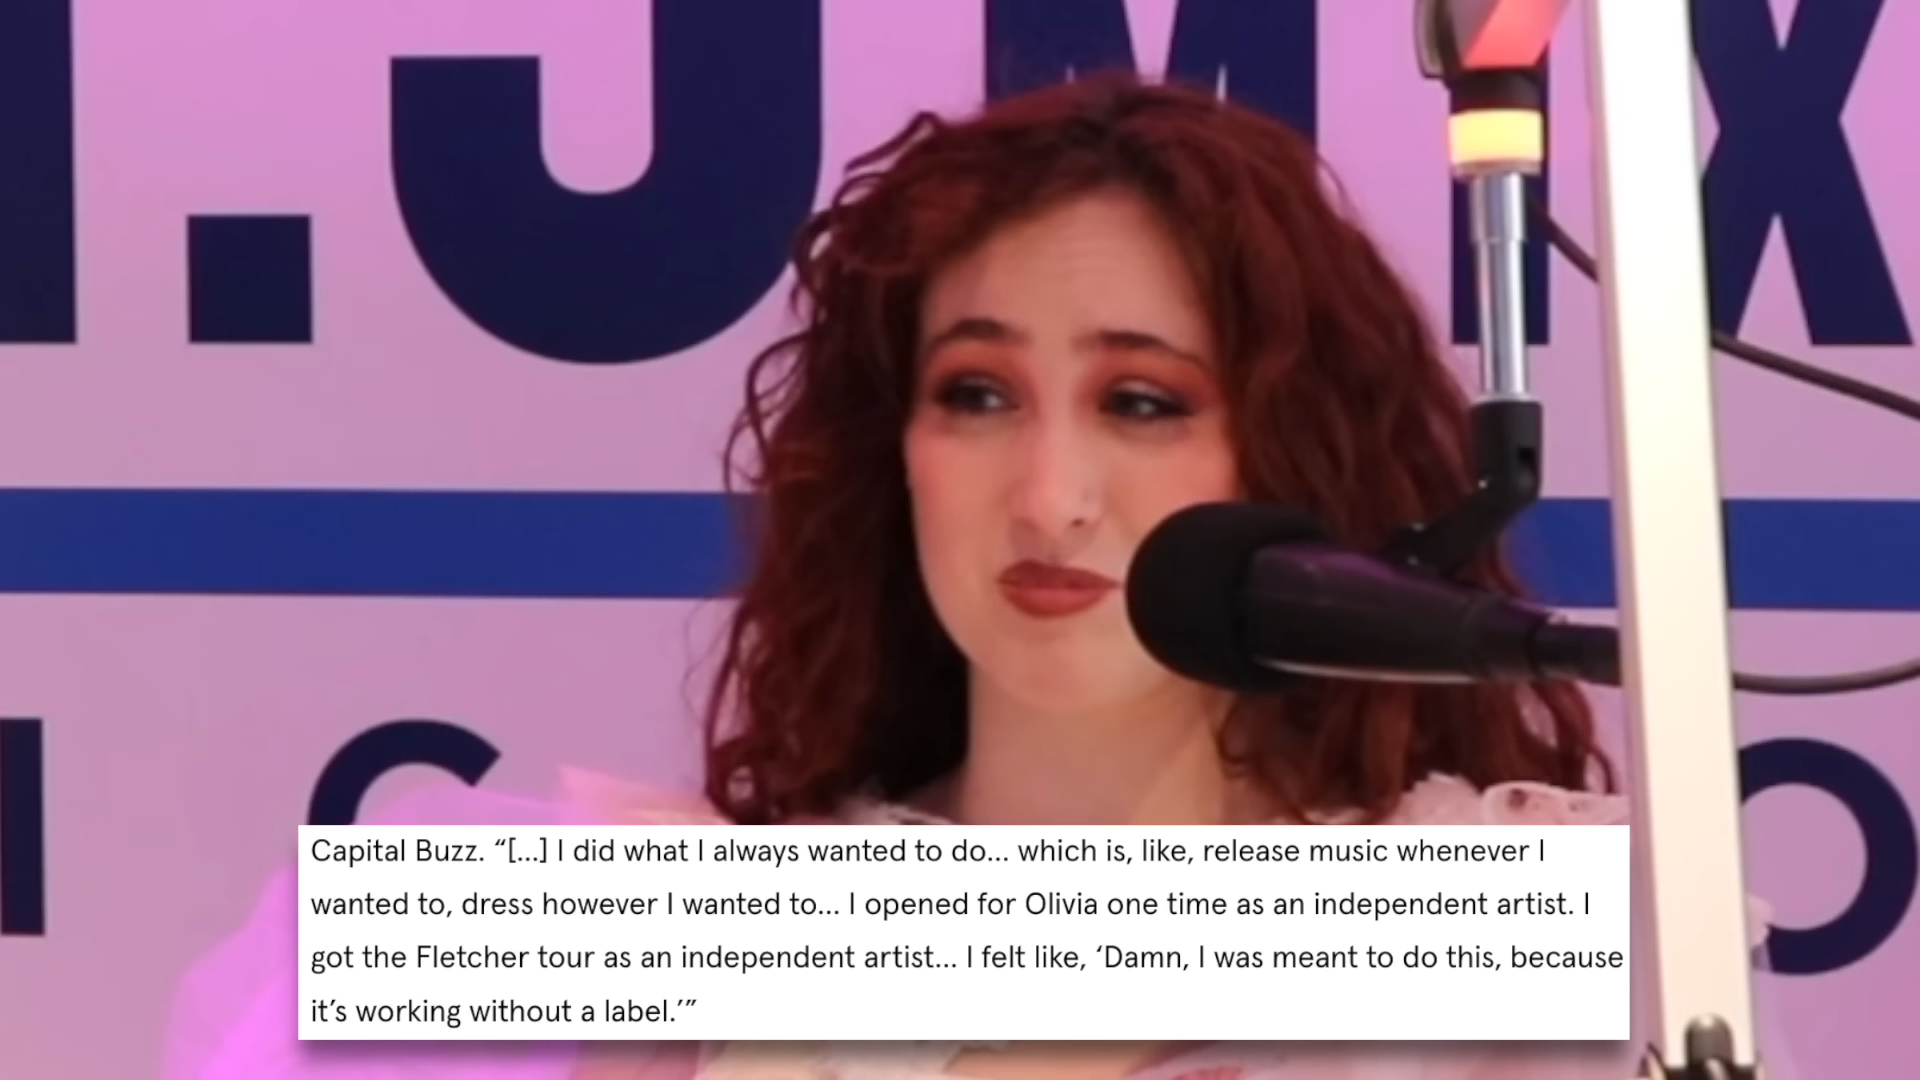 .5 Mix
Capital Buzz. “[...] I did what I always wanted to do... which is, like, release music whenever I
wanted to, dress however I wanted to... I opened for Olivia one time as an independent artist. I
got the Fletcher tour as an independent artist... I felt like, ‘Damn, I was meant to do this, because
it’s working without a label.’”